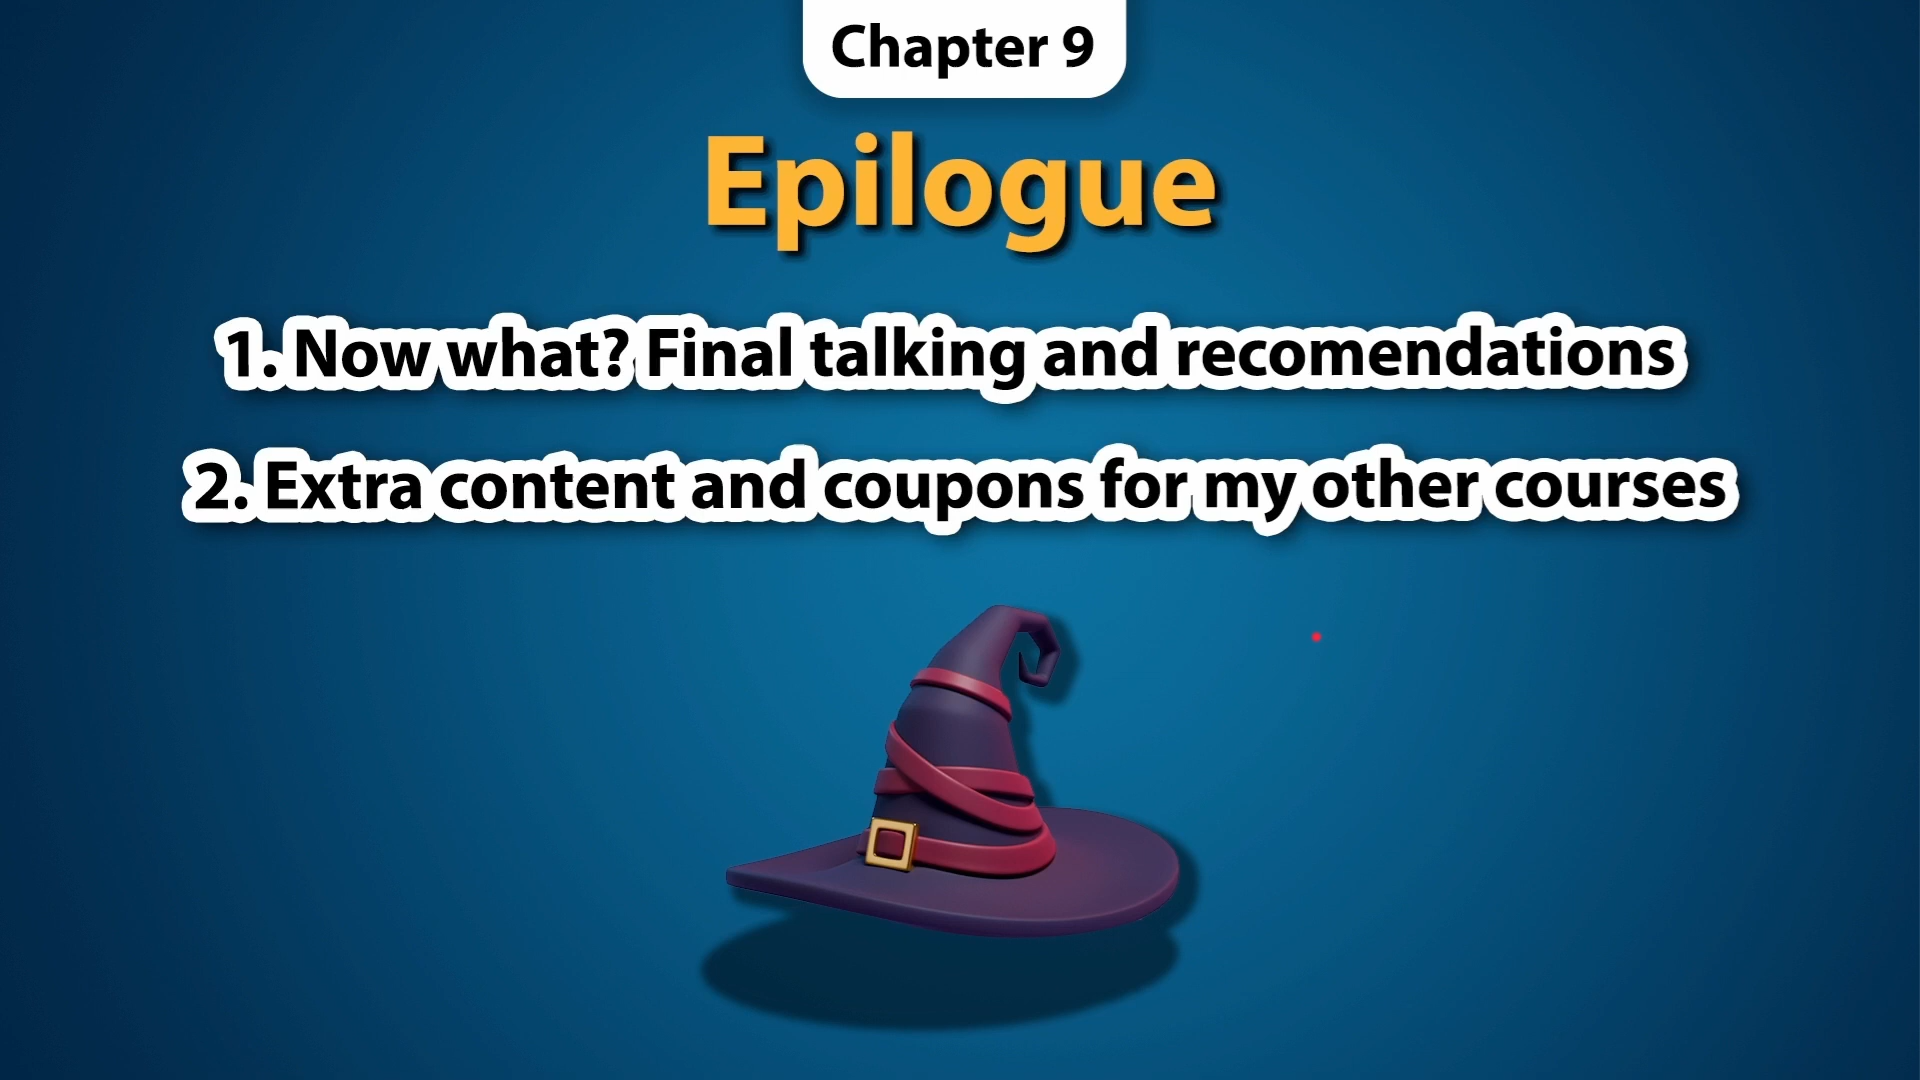 Chapter 9
Epilogue
1. Now what? Final talking and recomendations
2. Extra content and coupons for my other courses